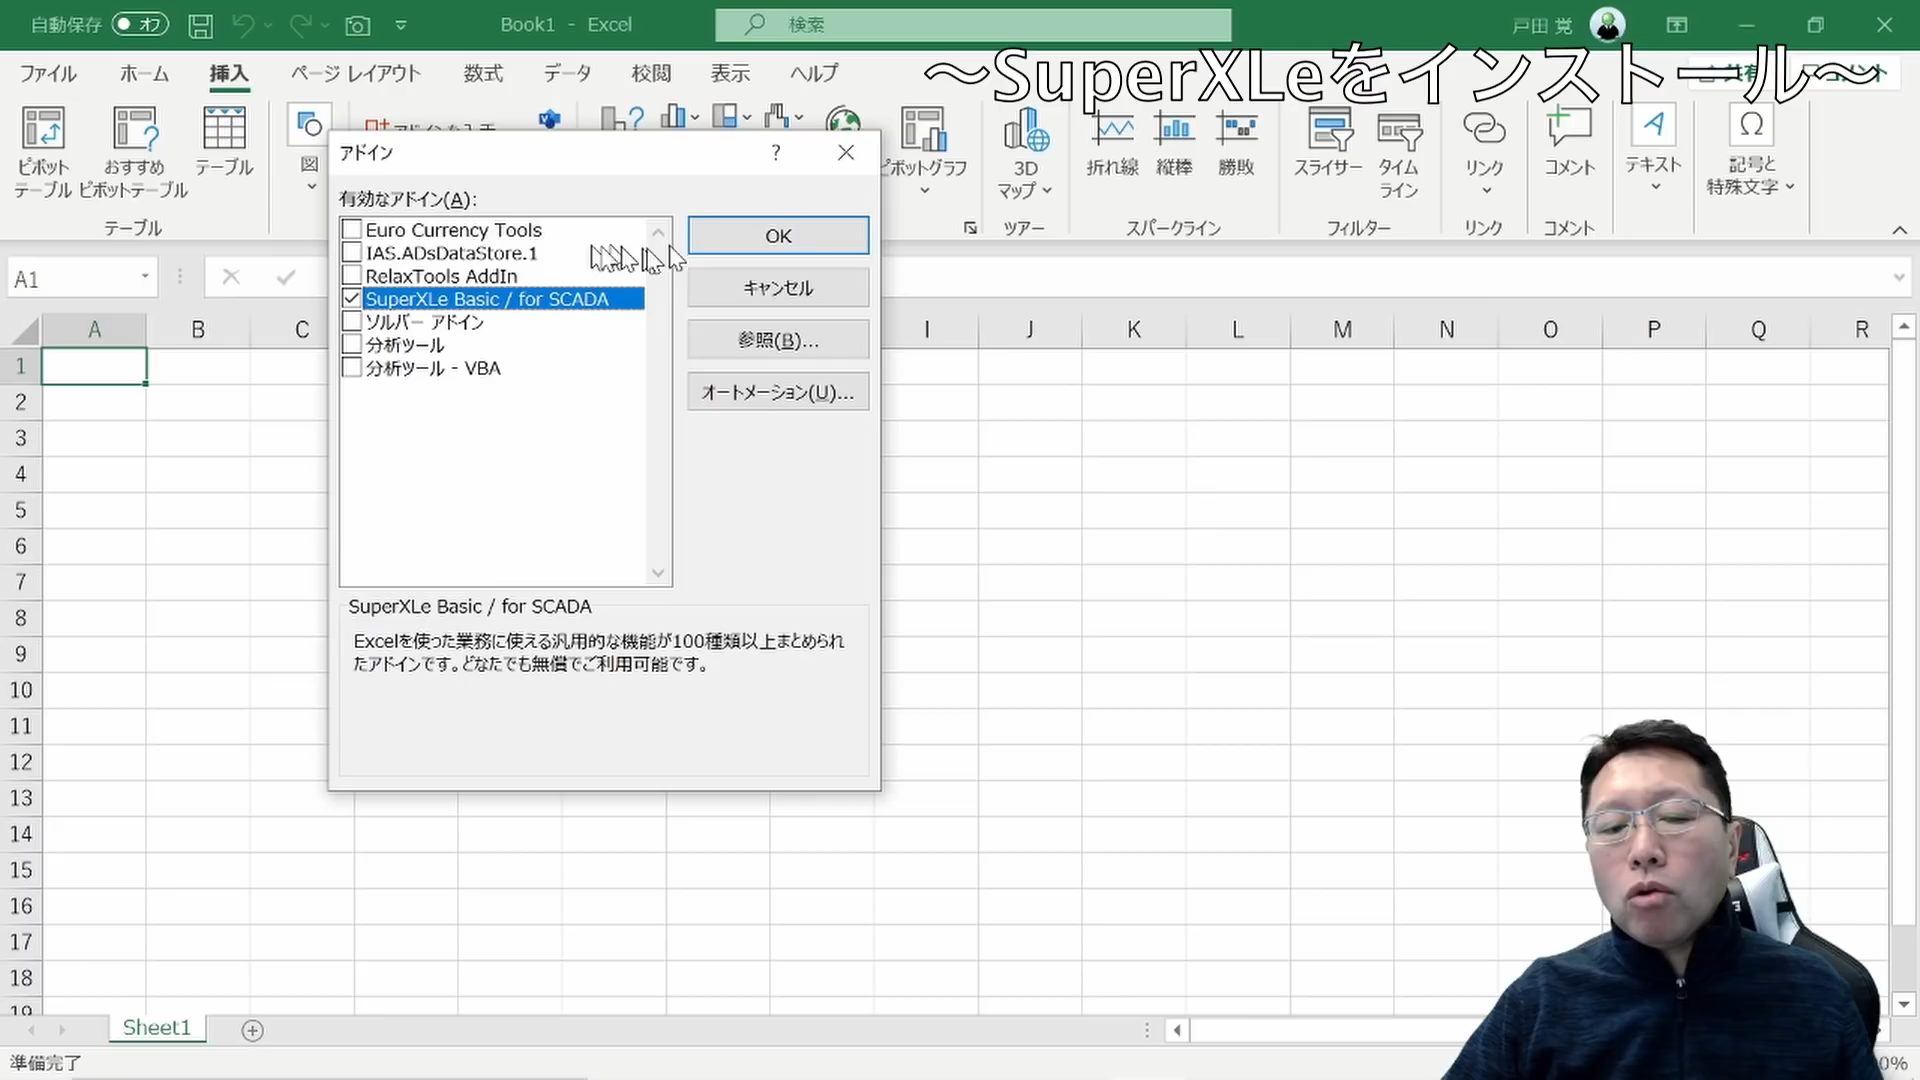 自動保存 オフ
Book1 - Excel
検索
戸田 覚
～SuperXLeをインストール～
ファイル ホーム 挿入 ページ レイアウト 数式 データ 校閲 表示 ヘルプ
ピボット
テーブル
おすすめ
ピボットテーブル
テーブル
図
ピボットグラフ
3D
マップ
折れ線
縦棒
勝敗
スライサー
タイム
ライン
リンク
コメント
テキスト
記号と
特殊文字
テーブル
ツアー
スパークライン
フィルター
リンク
コメント
アドイン
有効なアドイン(A):
Euro Currency Tools
IAS.ADsDataStore.1
RelaxTools AddIn
SuperXLe Basic / for SCADA
ソルバー アドイン
分析ツール
分析ツール - VBA
OK
キャンセル
参照(B)...
オートメーション(U)...
SuperXLe Basic / for SCADA
Excelを使った業務に使える汎用的な機能が100種類以上まとめられ
たアドインです。どなたでも無償でご利用可能です。
A1
A B C I J K L M N O P Q R
1
2
3
4
5
6
7
8
9
10
11
12
13
14
15
16
17
18
19
Sheet1
準備完了